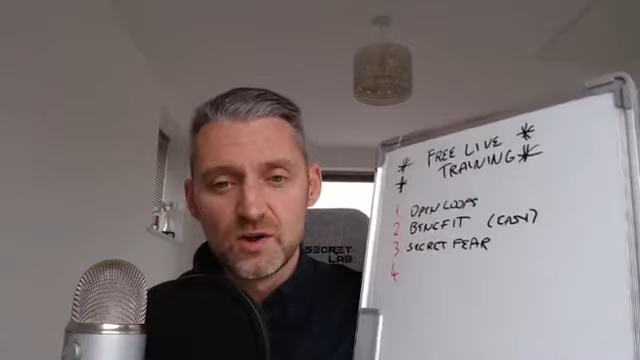 * FREE LIVE *
* TRAINING *
1 OPEN LOOPS
2 BENEFIT (EASY)
3 SECRET FEAR
4
SECRET
LAB